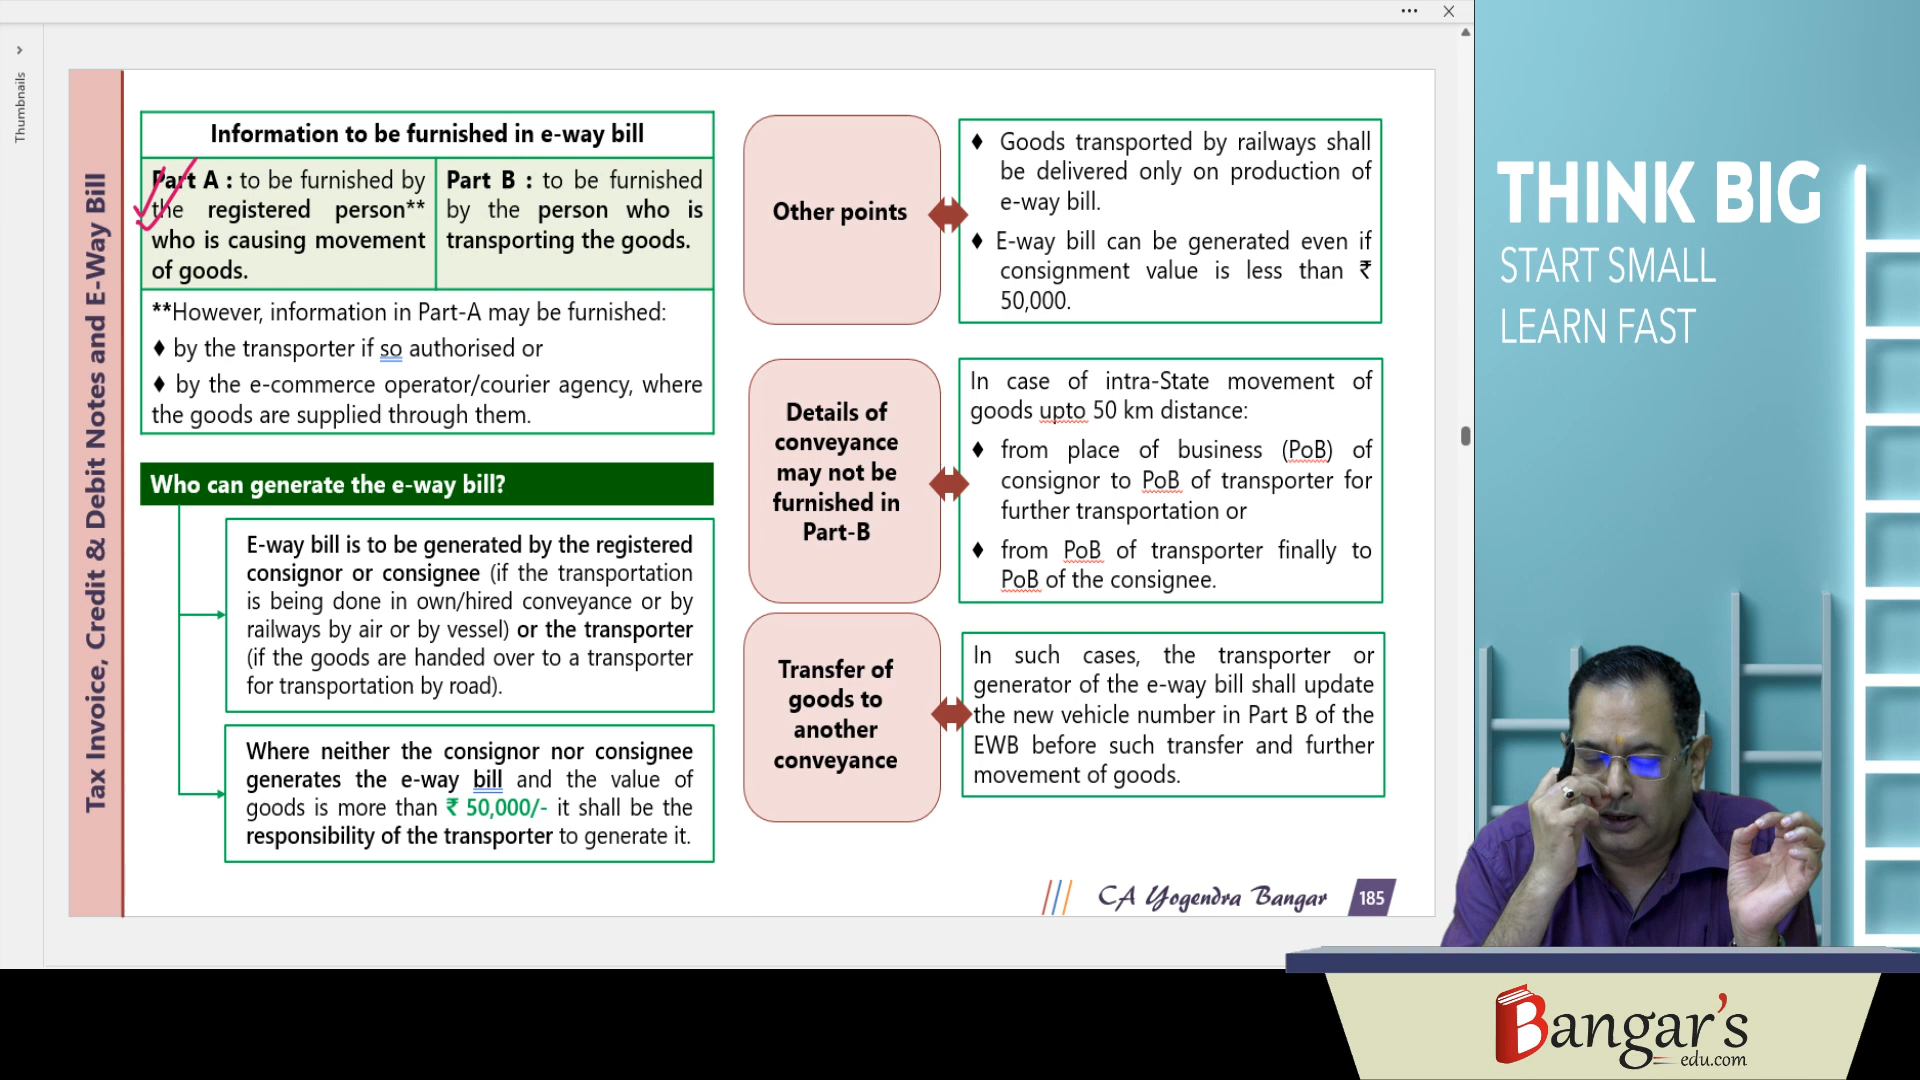 Thumbnails
Tax Invoice, Credit & Debit Notes and E-Way Bill
Information to be furnished in e-way bill
Part A : to be furnished by
the registered person**
who is causing movement
of goods.
Part B : to be furnished
by the person who is
transporting the goods.
**However, information in Part-A may be furnished:
♦ by the transporter if so authorised or
♦ by the e-commerce operator/courier agency, where
the goods are supplied through them.
Who can generate the e-way bill?
E-way bill is to be generated by the registered
consignor or consignee (if the transportation
is being done in own/hired conveyance or by
railways by air or by vessel) or the transporter
(if the goods are handed over to a transporter
for transportation by road).
Where neither the consignor nor consignee
generates the e-way bill and the value of
goods is more than ₹ 50,000/- it shall be the
responsibility of the transporter to generate it.
Other points
♦ Goods transported by railways shall
be delivered only on production of
e-way bill.
♦ E-way bill can be generated even if
consignment value is less than ₹
50,000.
Details of
conveyance
may not be
furnished in
Part-B
In case of intra-State movement of
goods upto 50 km distance:
♦ from place of business (PoB) of
consignor to PoB of transporter for
further transportation or
♦ from PoB of transporter finally to
PoB of the consignee.
Transfer of
goods to
another
conveyance
In such cases, the transporter or
generator of the e-way bill shall update
the new vehicle number in Part B of the
EWB before such transfer and further
movement of goods.
CA Yogendra Bangar
185
THINK BIG
START SMALL
LEARN FAST
Bangar's
edu.com